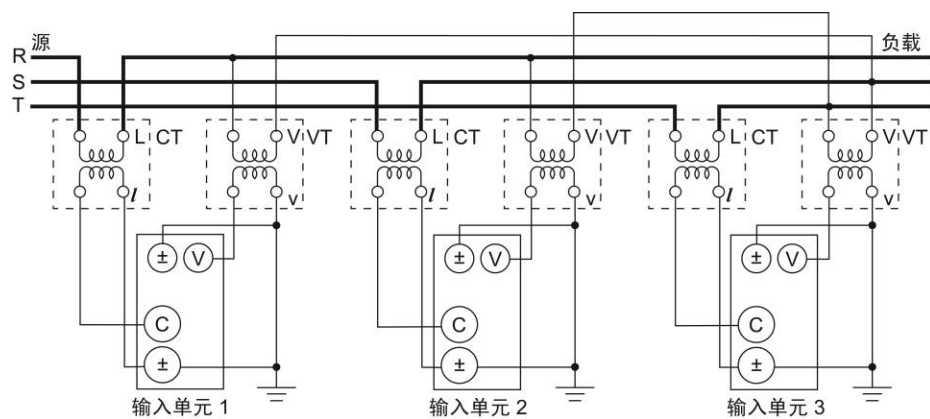 源 负载
R
S
T
L CT V VT L CT V VT L CT V VT
l v l v l v
± V ± V ± V
C C C
± ± ±
输入单元 1 输入单元 2 输入单元 3